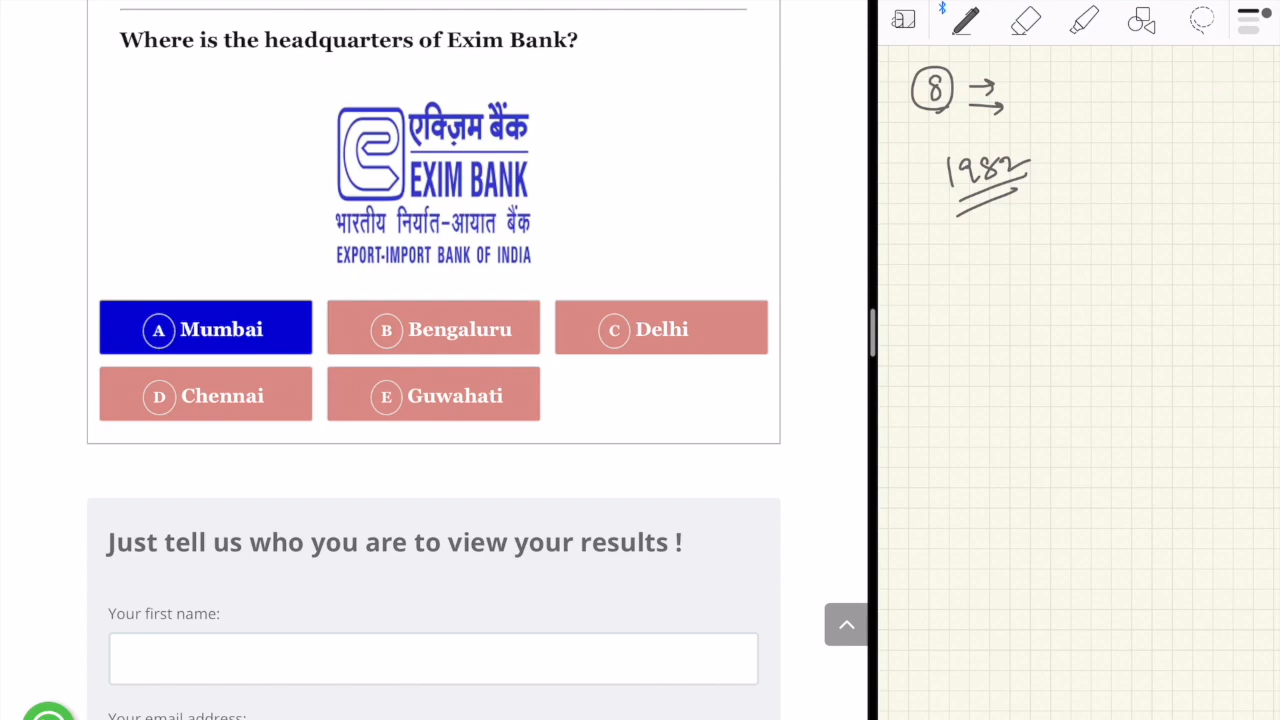 Where is the headquarters of Exim Bank?
एक्ज़िम बैंक
EXIM BANK
भारतीय निर्यात-आयात बैंक
EXPORT-IMPORT BANK OF INDIA
A Mumbai
B Bengaluru
C Delhi
D Chennai
E Guwahati
Just tell us who you are to view your results !
Your first name:
Your email address:
8
1982